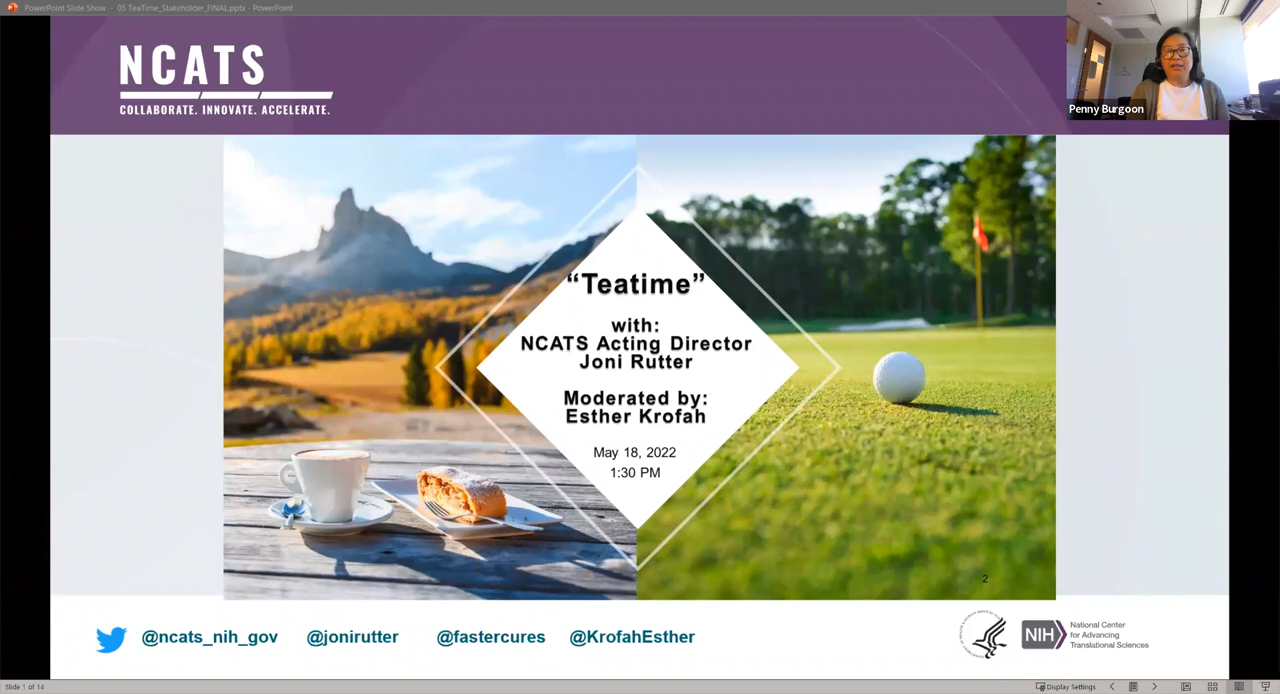 PowerPoint Slide Show - 05 TeaTime_Stakeholder_FINAL.pptx - PowerPoint
NCATS
COLLABORATE. INNOVATE. ACCELERATE.
Penny Burgoon
“Teatime”
with:
NCATS Acting Director
Joni Rutter
Moderated by:
Esther Krofah
May 18, 2022
1:30 PM
2
@ncats_nih_gov @jonirutter @fastercures @KrofahEsther
NIH
National Center
for Advancing
Translational Sciences
Slide 1 of 14
Display Settings